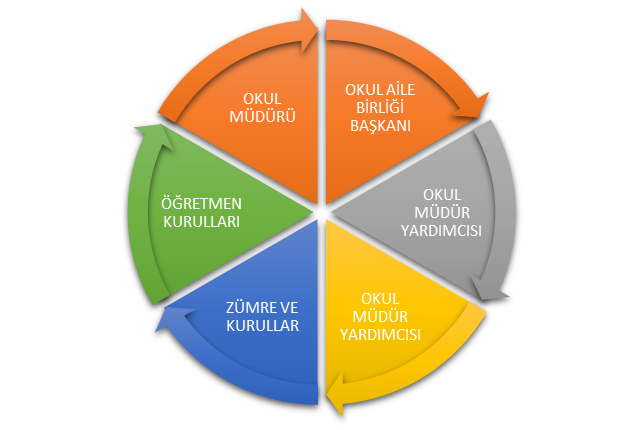 OKUL
MÜDÜRÜ
OKUL AİLE
BİRLİĞİ
BAŞKANI
OKUL
MÜDÜR
YARDIMCISI
OKUL
MÜDÜR
YARDIMCISI
ZÜMRE VE
KURULLAR
ÖĞRETMEN
KURULLARI